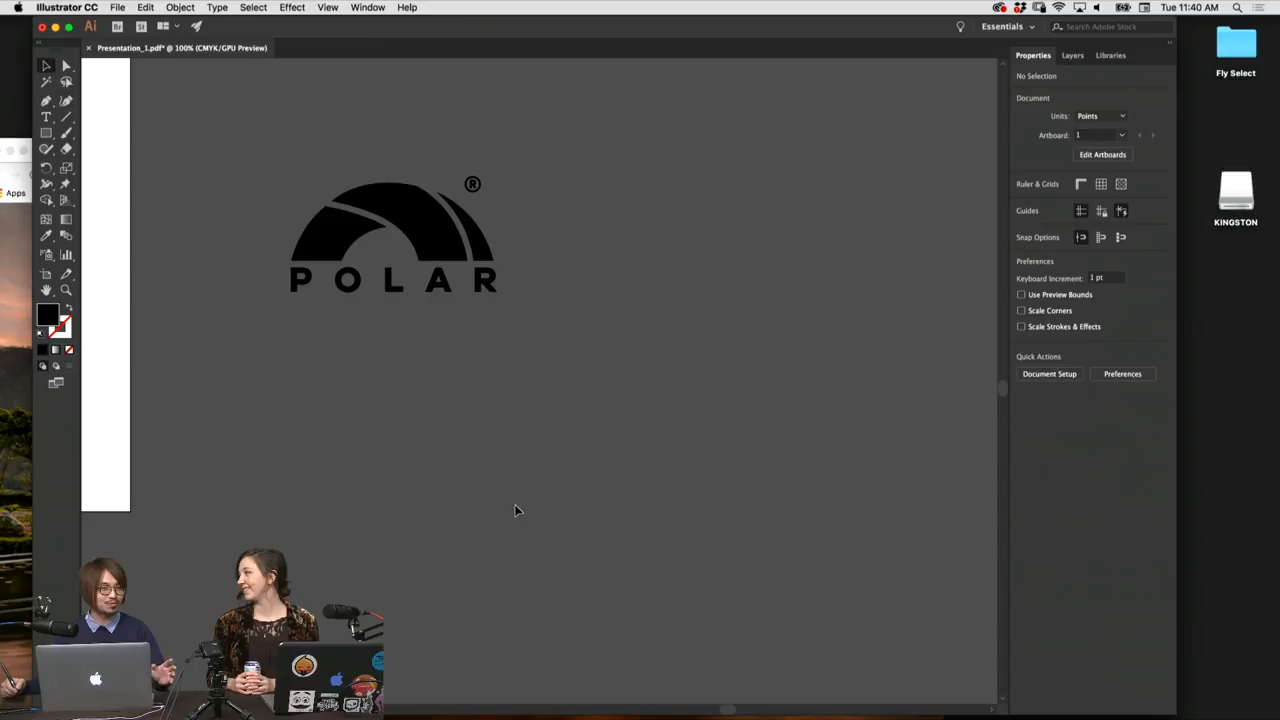 Illustrator CC File Edit Object Type Select Effect View Window Help Tue 11:40 AM
Ai Br St Essentials Search Adobe Stock
× Presentation_1.pdf* @ 100% (CMYK/GPU Preview)
Properties Layers Libraries
No Selection
Document
Units: Points
Artboard: 1
Edit Artboards
Ruler & Grids
Guides
Snap Options
Preferences
Keyboard Increment: 1 pt
Use Preview Bounds
Scale Corners
Scale Strokes & Effects
Quick Actions
Document Setup Preferences
Fly Select
KINGSTON
Apps
®
POLAR